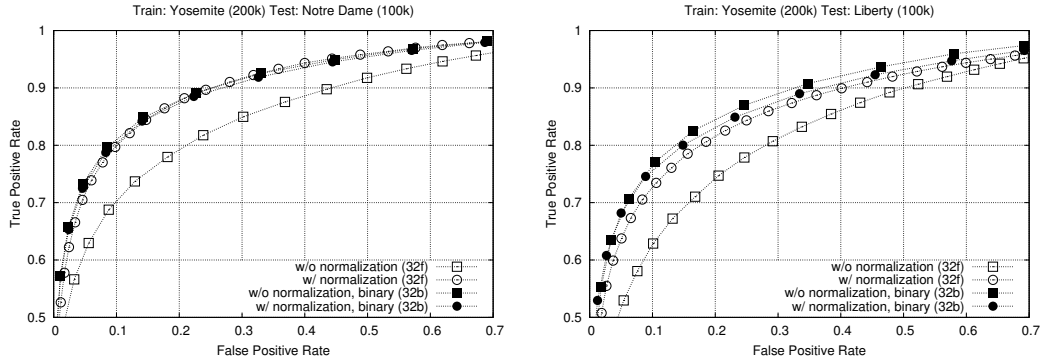 Train: Yosemite (200k) Test: Notre Dame (100k)
True Positive Rate
1
0.9
0.8
0.7
0.6
0.5
w/o normalization (32f)
w/ normalization (32f)
w/o normalization, binary (32b)
w/ normalization, binary (32b)
0 0.1 0.2 0.3 0.4 0.5 0.6 0.7
False Positive Rate
Train: Yosemite (200k) Test: Liberty (100k)
True Positive Rate
1
0.9
0.8
0.7
0.6
0.5
w/o normalization (32f)
w/ normalization (32f)
w/o normalization, binary (32b)
w/ normalization, binary (32b)
0 0.1 0.2 0.3 0.4 0.5 0.6 0.7
False Positive Rate